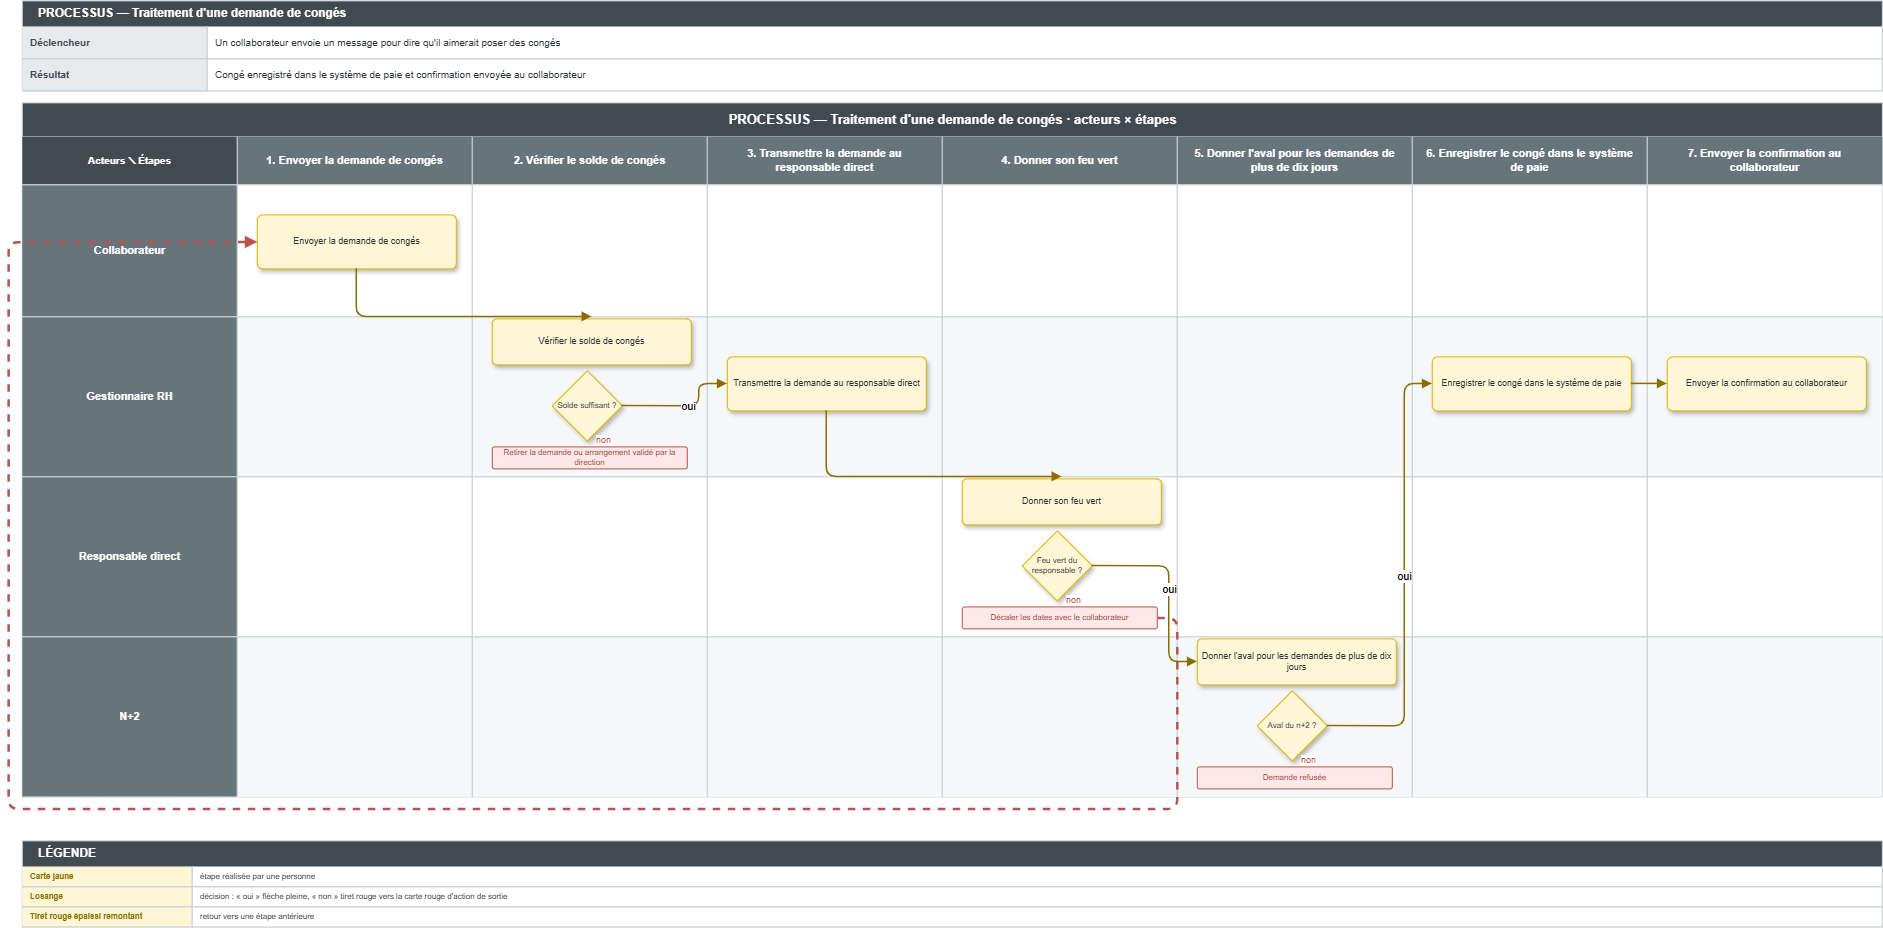 PROCESSUS — Traitement d'une demande de congés
Déclencheur
Un collaborateur envoie un message pour dire qu'il aimerait poser des congés
Résultat
Congé enregistré dans le système de paie et confirmation envoyée au collaborateur
PROCESSUS — Traitement d'une demande de congés · acteurs × étapes
Acteurs \ Étapes
1. Envoyer la demande de congés
2. Vérifier le solde de congés
3. Transmettre la demande au
responsable direct
4. Donner son feu vert
5. Donner l'aval pour les demandes de
plus de dix jours
6. Enregistrer le congé dans le système
de paie
7. Envoyer la confirmation au
collaborateur
Collaborateur
Envoyer la demande de congés
Gestionnaire RH
Vérifier le solde de congés
Solde suffisant ?
oui
non
Retirer la demande ou arrangement validé par la
direction
Transmettre la demande au responsable direct
Enregistrer le congé dans le système de paie
Envoyer la confirmation au collaborateur
Responsable direct
Donner son feu vert
Feu vert du
responsable ?
oui
non
Décaler les dates avec le collaborateur
oui
N+2
Donner l'aval pour les demandes de plus de dix
jours
Aval du n+2 ?
non
Demande refusée
LÉGENDE
Carte jaune
étape réalisée par une personne
Losange
décision : « oui » flèche pleine, « non » tiret rouge vers la carte rouge d'action de sortie
Tiret rouge épaissi remontant
retour vers une étape antérieure